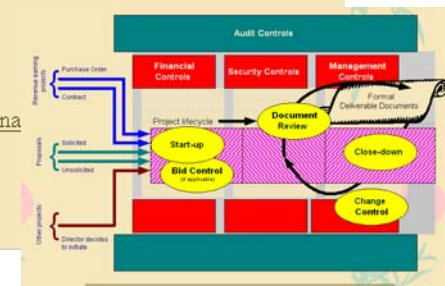 Audit Controls
Financial
Controls
Security Controls
Management
Controls
Revenue earning
projects
Purchase Order
Contract
Formal
Deliverable Documents
Project lifecycle
Document
Review
na
Proposals
Solicited
Unsolicited
Start-up
Bid Control
(if applicable)
Close-down
Change
Control
Other projects
Director decides
to initiate